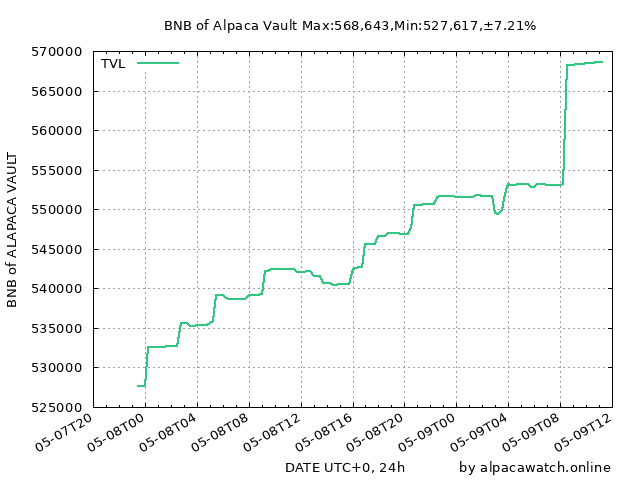 BNB of Alpaca Vault Max:568,643,Min:527,617,±7.21%
570000
TVL
565000
560000
555000
550000
545000
540000
535000
530000
525000
BNB of ALAPACA VAULT
05-07T20
05-08T00
05-08T04
05-08T08
05-08T12
05-08T16
05-08T20
05-09T00
05-09T04
05-09T08
05-09T12
DATE UTC+0, 24h
by alpacawatch.online